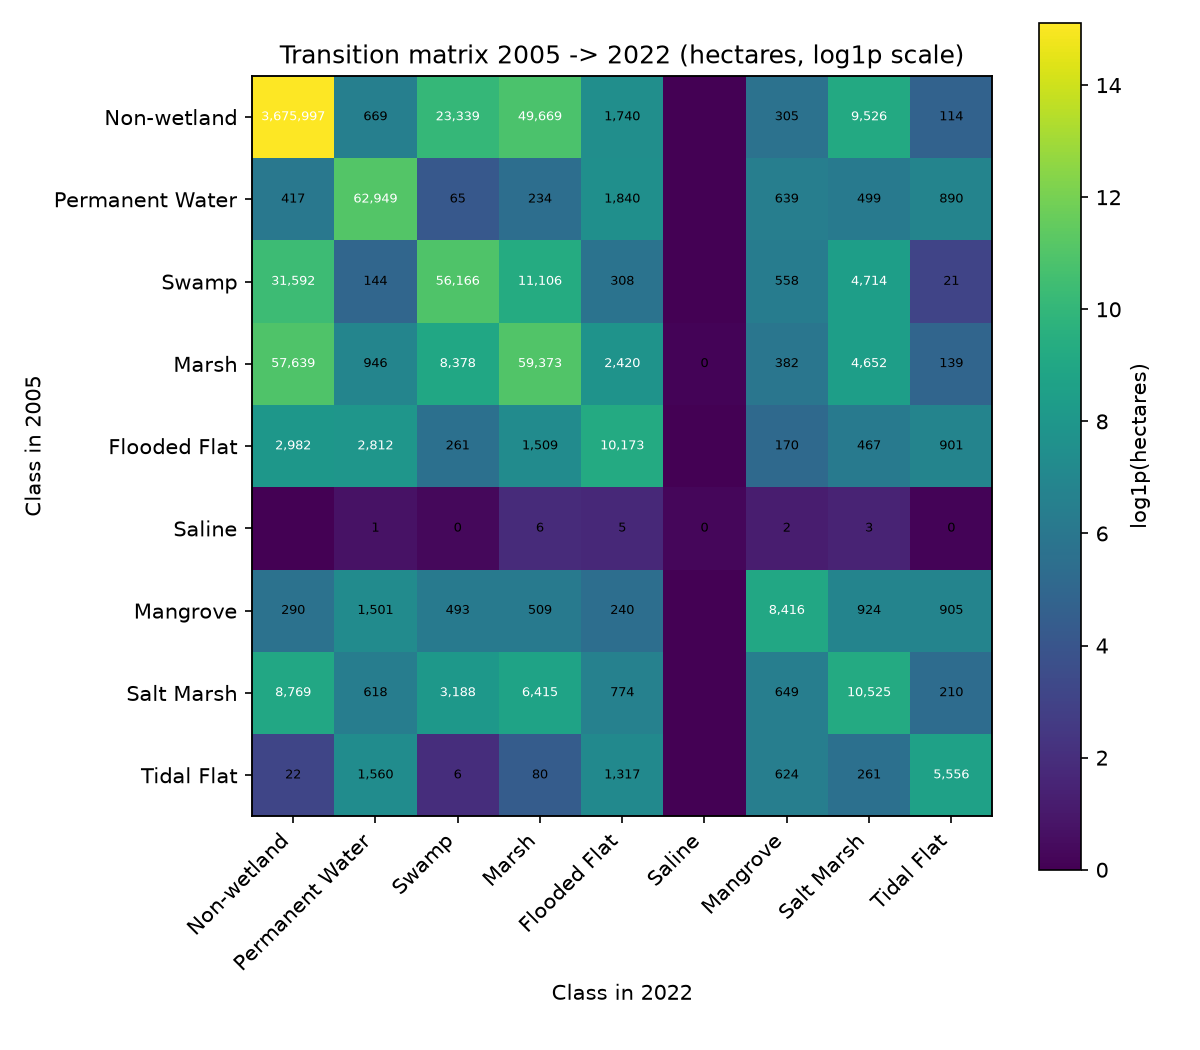 Transition matrix 2005 -> 2022 (hectares, log1p scale)
Non-wetland 3,675,997 669 23,339 49,669 1,740 305 9,526 114
Permanent Water 417 62,949 65 234 1,840 639 499 890
Swamp 31,592 144 56,166 11,106 308 558 4,714 21
Marsh 57,639 946 8,378 59,373 2,420 0 382 4,652 139
Flooded Flat 2,982 2,812 261 1,509 10,173 170 467 901
Saline 1 0 6 5 0 2 3 0
Mangrove 290 1,501 493 509 240 8,416 924 905
Salt Marsh 8,769 618 3,188 6,415 774 649 10,525 210
Tidal Flat 22 1,560 6 80 1,317 624 261 5,556
Non-wetland Permanent Water Swamp Marsh Flooded Flat Saline Mangrove Salt Marsh Tidal Flat
Class in 2022
Class in 2005
14
12
10
8
6
4
2
0
log1p(hectares)